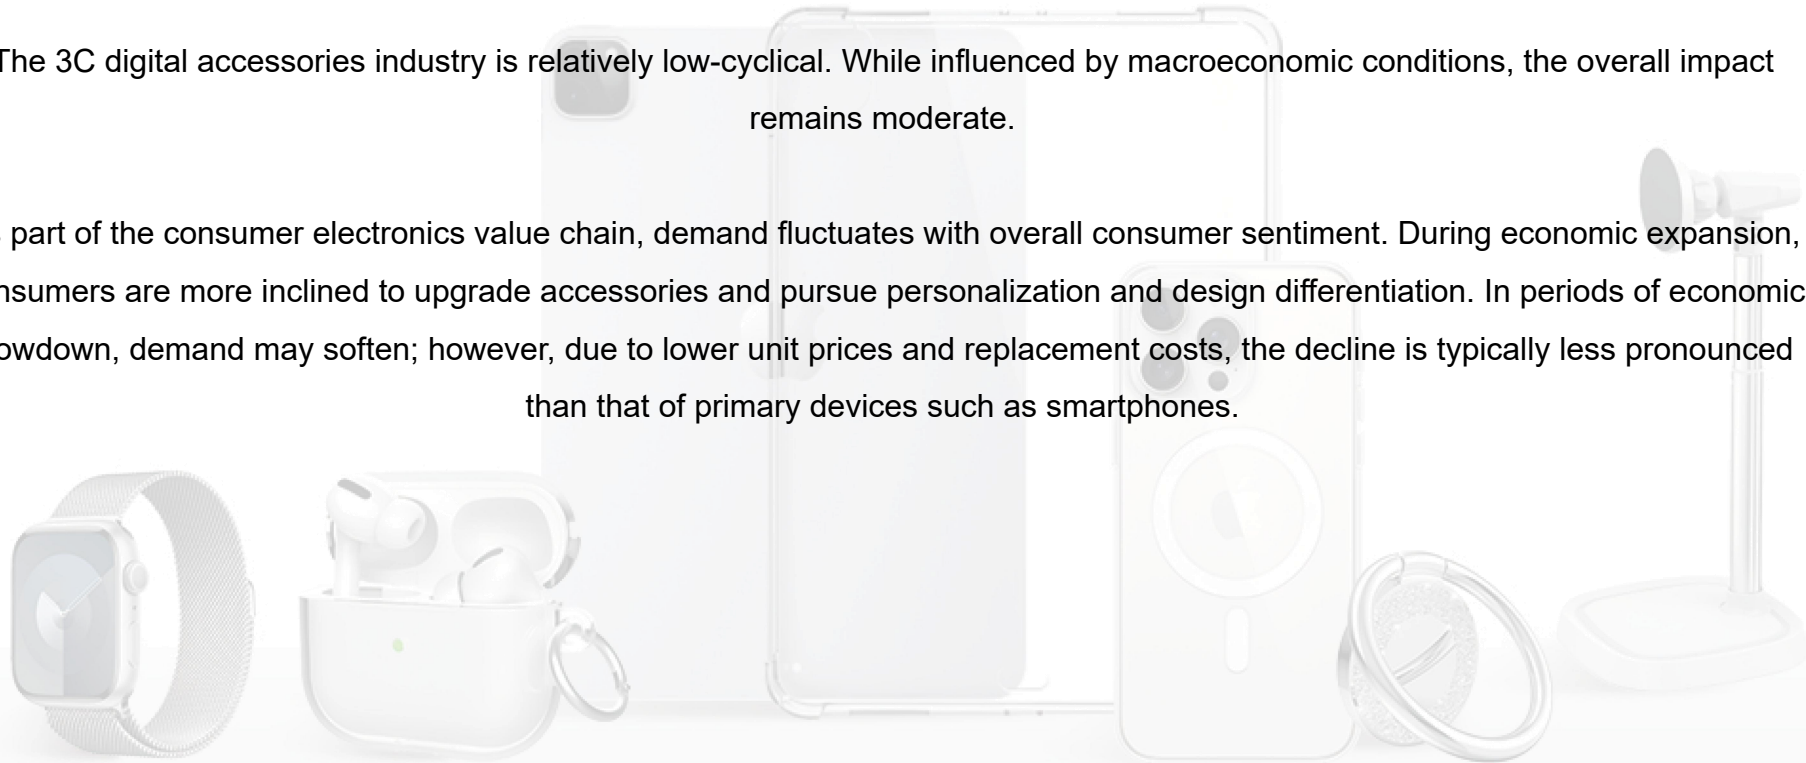 The 3C digital accessories industry is relatively low-cyclical. While influenced by macroeconomic conditions, the overall impact
remains moderate.
part of the consumer electronics value chain, demand fluctuates with overall consumer sentiment. During economic expansion,
nsumers are more inclined to upgrade accessories and pursue personalization and design differentiation. In periods of economic
owdown, demand may soften; however, due to lower unit prices and replacement costs, the decline is typically less pronounced
than that of primary devices such as smartphones.